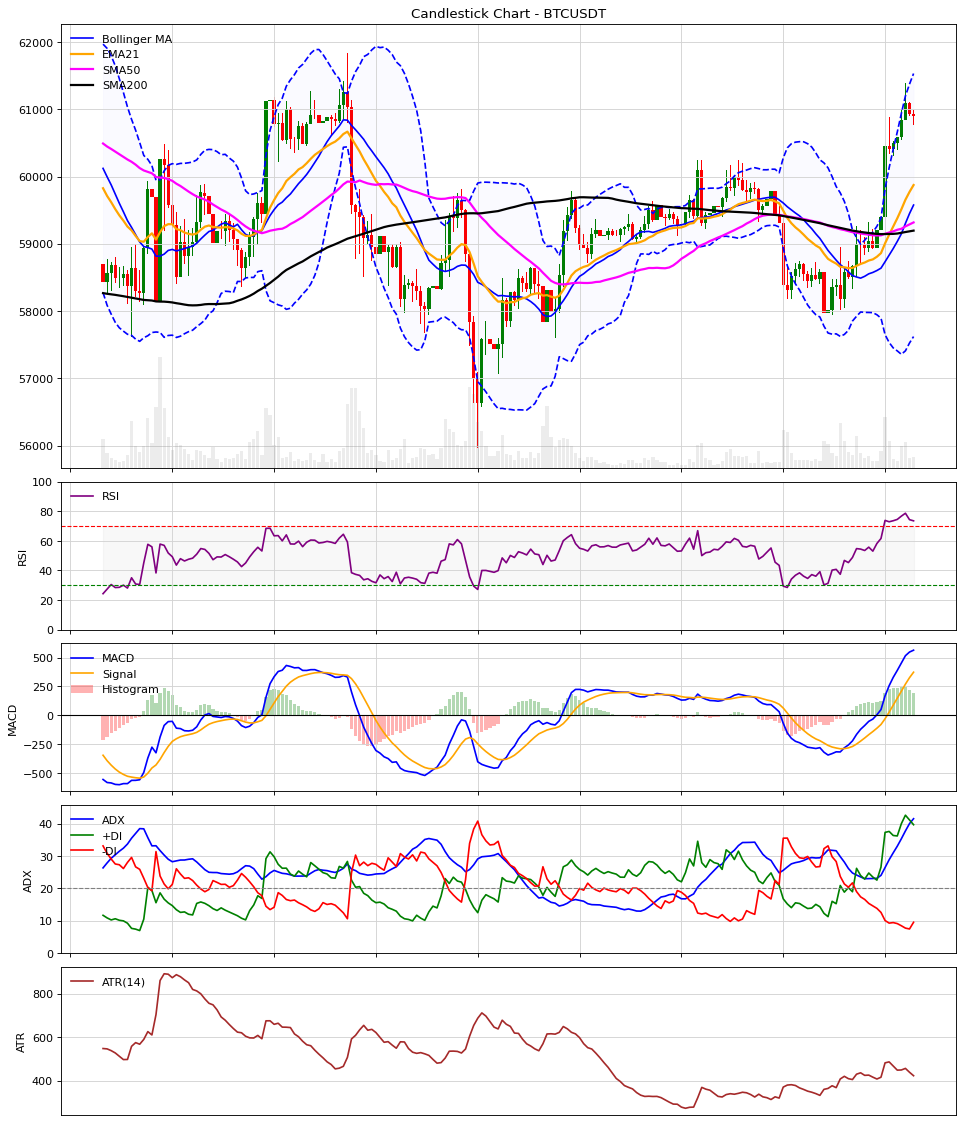 Candlestick Chart - BTCUSDT
Bollinger MA
EMA21
SMA50
SMA200
62000
61000
60000
59000
58000
57000
56000
RSI
100
80
60
40
20
0
RSI
MACD
Signal
Histogram
500
250
0
−250
−500
MACD
ADX
+DI
-DI
40
30
20
10
0
ADX
ATR(14)
800
600
400
ATR